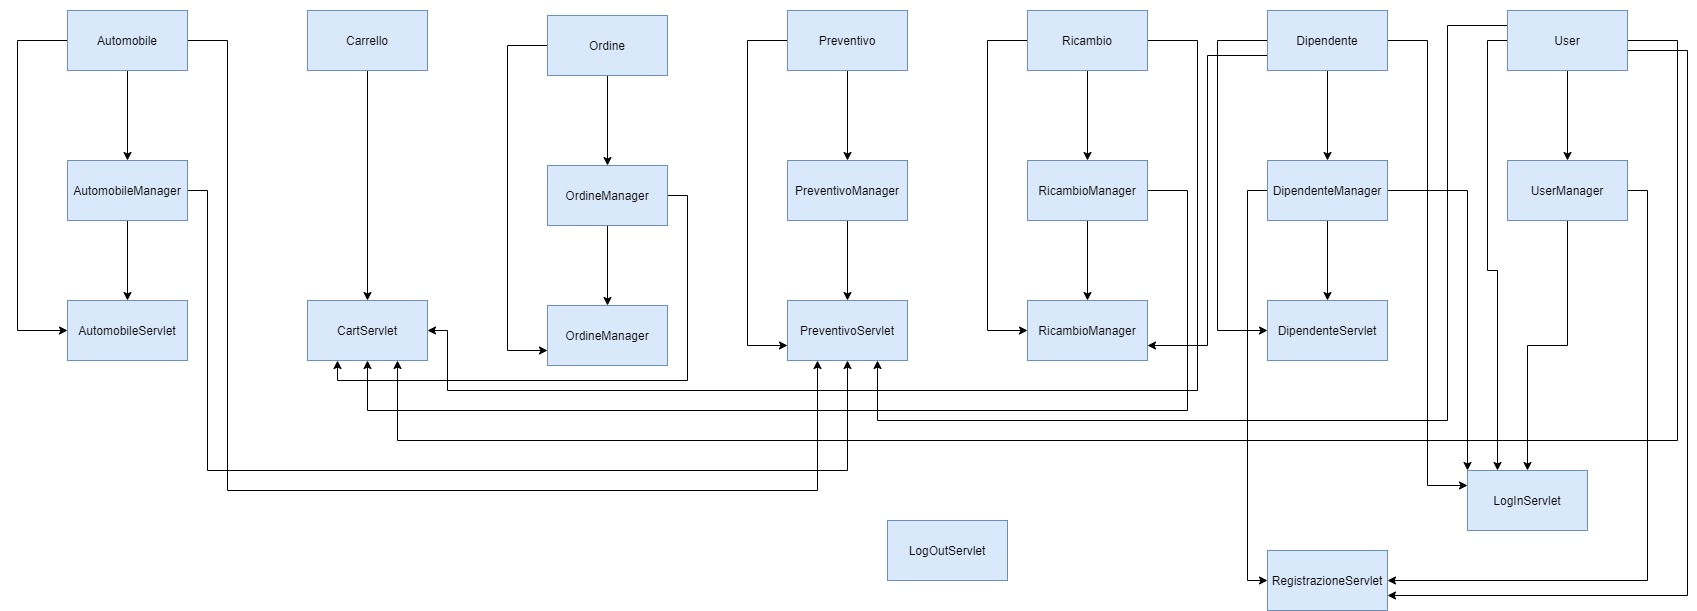 Automobile
Carrello
Ordine
Preventivo
Ricambio
Dipendente
User
AutomobileManager
OrdineManager
PreventivoManager
RicambioManager
DipendenteManager
UserManager
AutomobileServlet
CartServlet
OrdineManager
PreventivoServlet
RicambioManager
DipendenteServlet
LogInServlet
LogOutServlet
RegistrazioneServlet